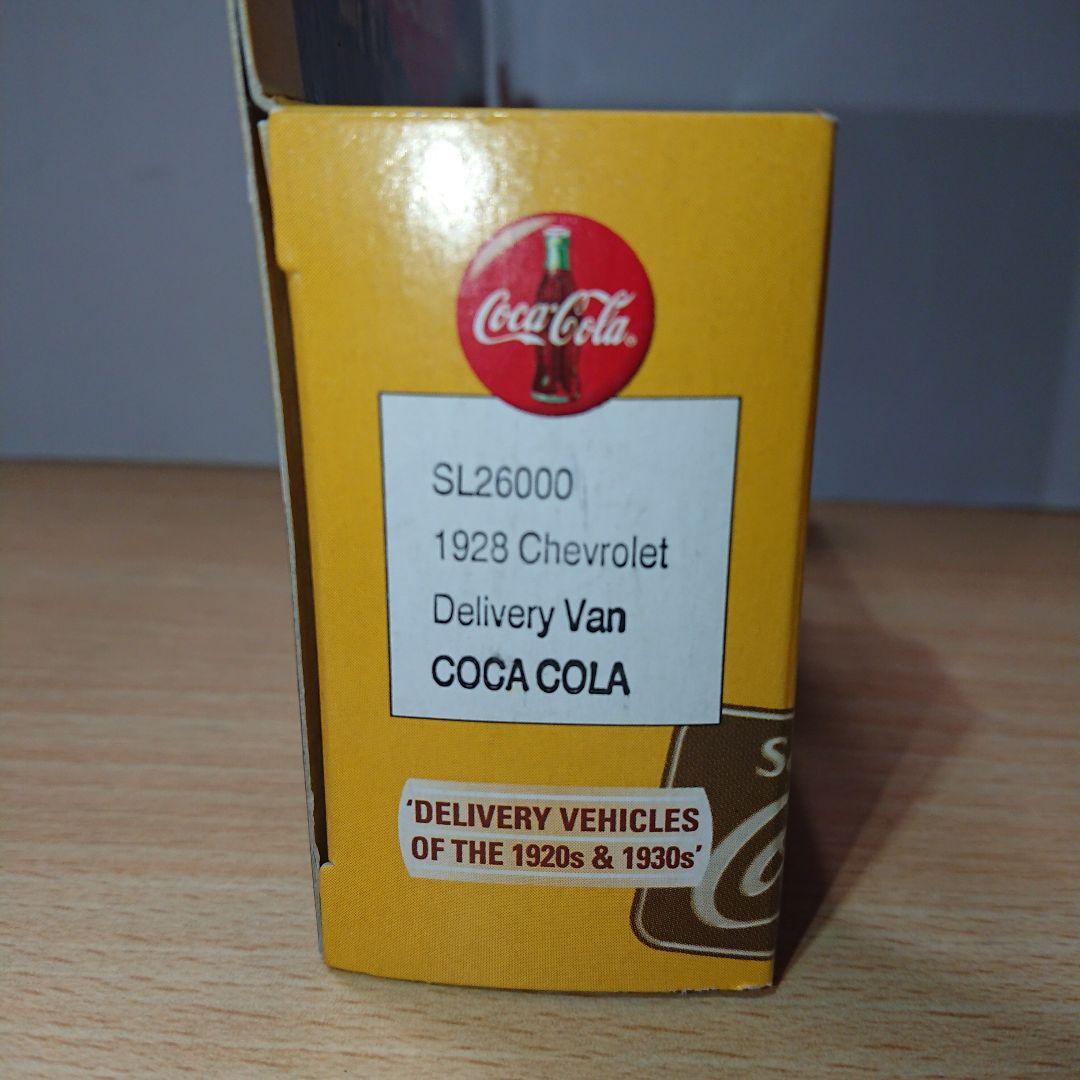 Coca-Cola
SL26000
1928 Chevrolet
Delivery Van
COCA COLA
'DELIVERY VEHICLES
OF THE 1920s & 1930s'